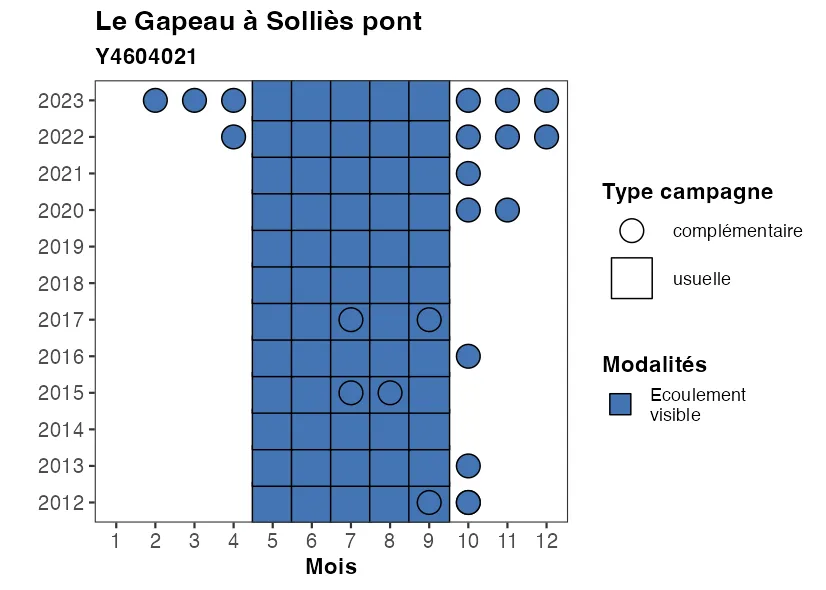 Le Gapeau à Solliès pont
Y4604021
2023
2022
2021
2020
2019
2018
2017
2016
2015
2014
2013
2012
1 2 3 4 5 6 7 8 9 10 11 12
Mois
Type campagne
complémentaire
usuelle
Modalités
Ecoulement
visible